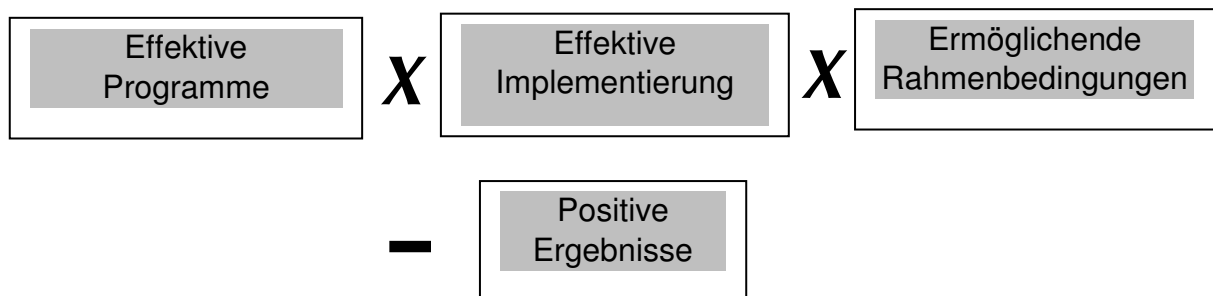 Effektive
Programme
X
Effektive
Implementierung
X
Ermöglichende
Rahmenbedingungen
–
Positive
Ergebnisse